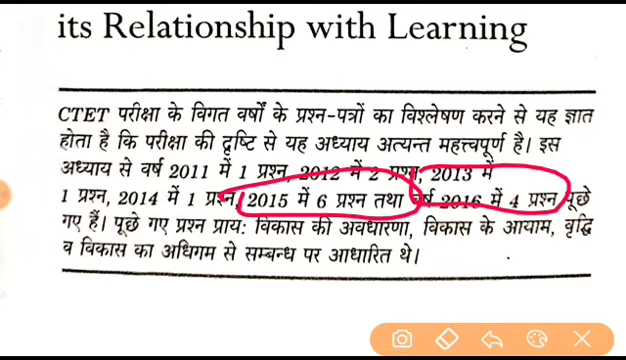 its Relationship with Learning
CTET परीक्षा के विगत वर्षों के प्रश्न-पत्रों का विश्लेषण करने से यह ज्ञात
होता है कि परीक्षा की दृष्टि से यह अध्याय अत्यन्त महत्त्वपूर्ण है। इस
अध्याय से वर्ष 2011 में 1 प्रश्न, 2012 में 2 प्रश्न, 2013 में
1 प्रश्न, 2014 में 1 प्रश्न, 2015 में 6 प्रश्न तथा वर्ष 2016 में 4 प्रश्न पूछे
गए हैं। पूछे गए प्रश्न प्राय: विकास की अवधारणा, विकास के आयाम, वृद्धि
व विकास का अधिगम से सम्बन्ध पर आधारित थे।